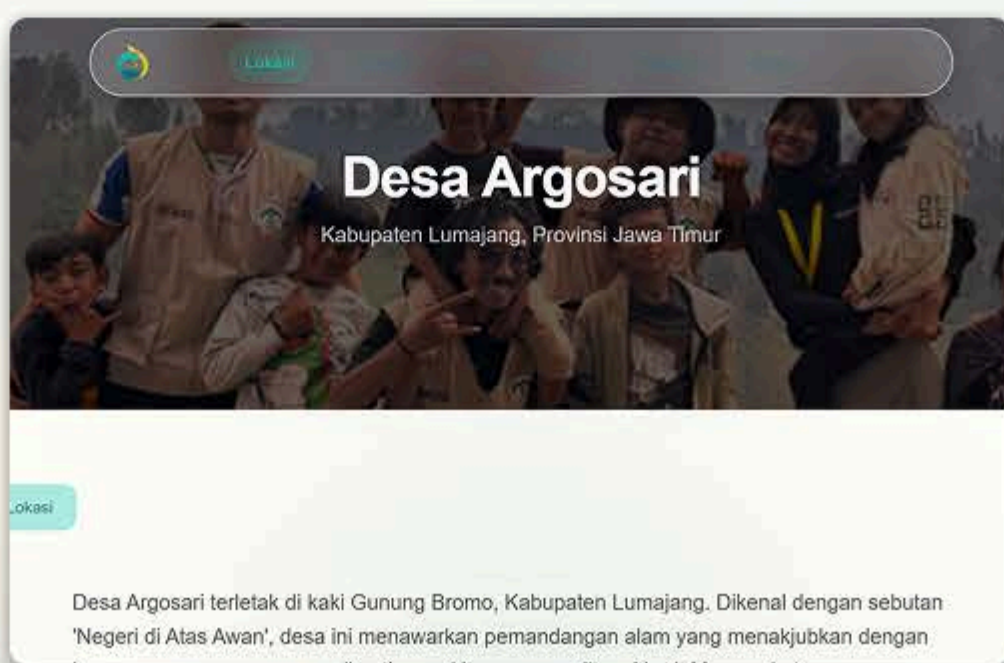 Lokasi
Desa Argosari
Kabupaten Lumajang, Provinsi Jawa Timur
Lokasi
Desa Argosari terletak di kaki Gunung Bromo, Kabupaten Lumajang. Dikenal dengan sebutan
'Negeri di Atas Awan', desa ini menawarkan pemandangan alam yang menakjubkan dengan